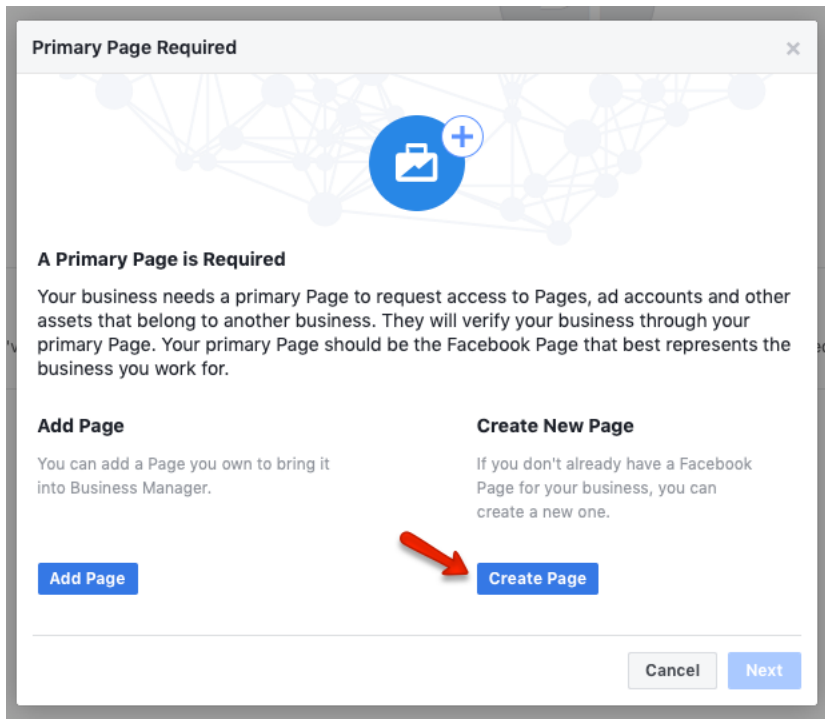 Primary Page Required
A Primary Page is Required
Your business needs a primary Page to request access to Pages, ad accounts and other
assets that belong to another business. They will verify your business through your
primary Page. Your primary Page should be the Facebook Page that best represents the
business you work for.
Add Page
You can add a Page you own to bring it
into Business Manager.
Add Page
Create New Page
If you don't already have a Facebook
Page for your business, you can
create a new one.
Create Page
Cancel
Next